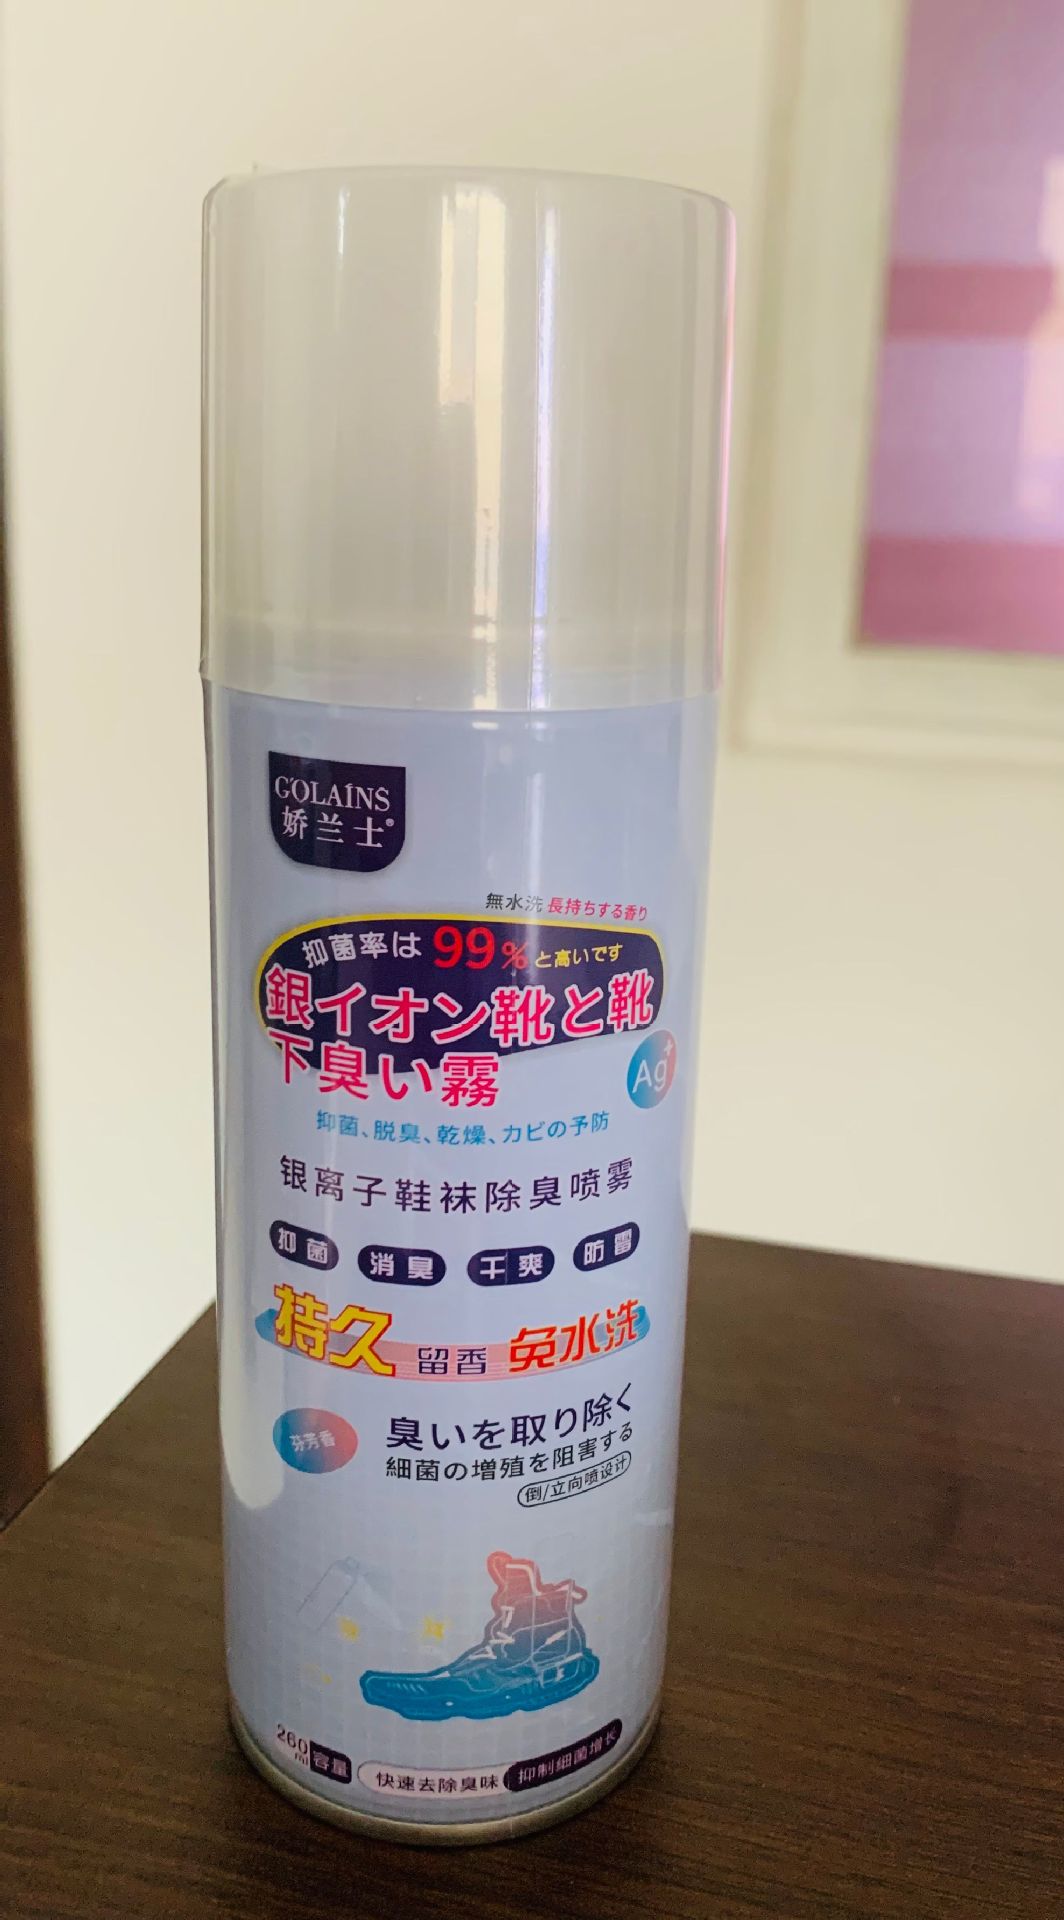 GOLAINS
娇兰士®
無水洗 長持ちする香り
抑菌率は 99% と高いです
銀イオン靴と靴
下臭い霧
Ag+
抑菌、脱臭、乾燥、カビの予防
银离子鞋袜除臭喷雾
抑菌 消臭 干爽 防霉
持久 留香 免水洗
芬芳香
臭いを取り除く
細菌の増殖を阻害する
倒/立向喷设计
260ml 容量
快速去除臭味 抑制细菌增长